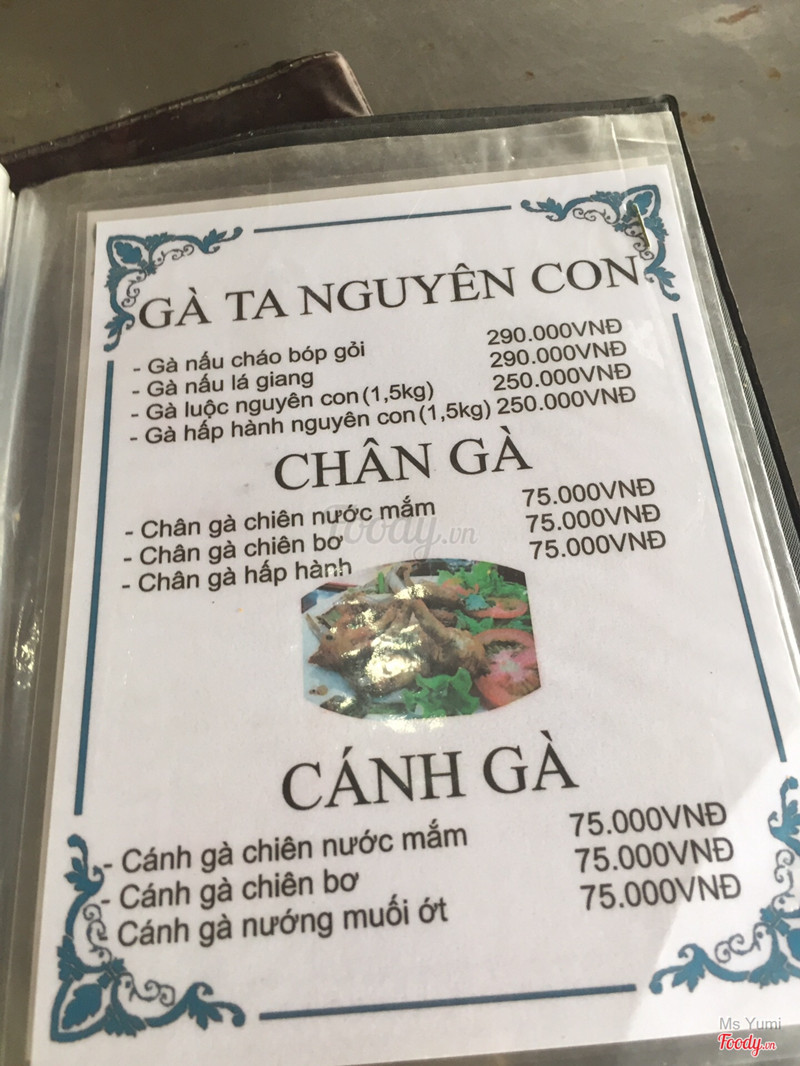 GÀ TA NGUYÊN CON
- Gà nấu cháo bóp gỏi 290.000VNĐ
- Gà nấu lá giang 290.000VNĐ
- Gà luộc nguyên con (1,5kg) 250.000VNĐ
- Gà hấp hành nguyên con (1,5kg) 250.000VNĐ
CHÂN GÀ
- Chân gà chiên nước mắm 75.000VNĐ
- Chân gà chiên bơ 75.000VNĐ
- Chân gà hấp hành 75.000VNĐ
Foody.vn
CÁNH GÀ
- Cánh gà chiên nước mắm 75.000VNĐ
- Cánh gà chiên bơ 75.000VNĐ
- Cánh gà nướng muối ớt 75.000VNĐ
Ms Yumi
Foody.vn